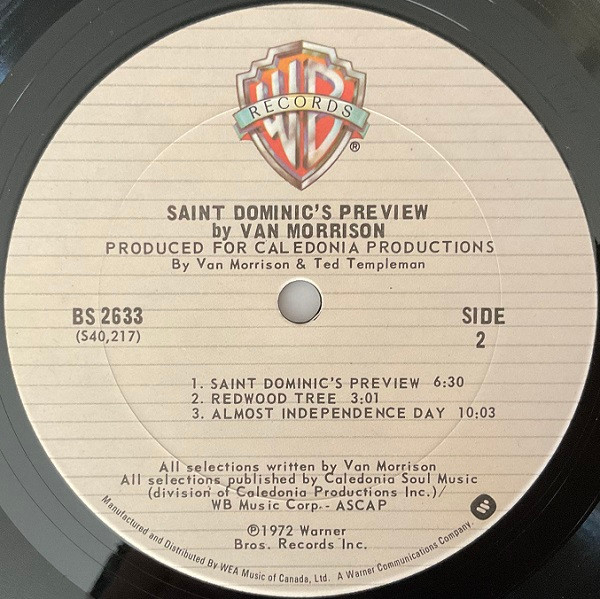 WB
RECORDS
®
SAINT DOMINIC'S PREVIEW
by VAN MORRISON
PRODUCED FOR CALEDONIA PRODUCTIONS
By Van Morrison & Ted Templeman
BS 2633
(S40,217)
SIDE
2
1. SAINT DOMINIC'S PREVIEW 6:30
2. REDWOOD TREE 3:01
3. ALMOST INDEPENDENCE DAY 10:03
All selections written by Van Morrison
All selections published by Caledonia Soul Music
(division of Caledonia Productions Inc.)/
WB Music Corp.- ASCAP
℗1972 Warner
Bros. Records Inc.
Manufactured and Distributed By WEA Music of Canada, Ltd. A Warner Communications Company.